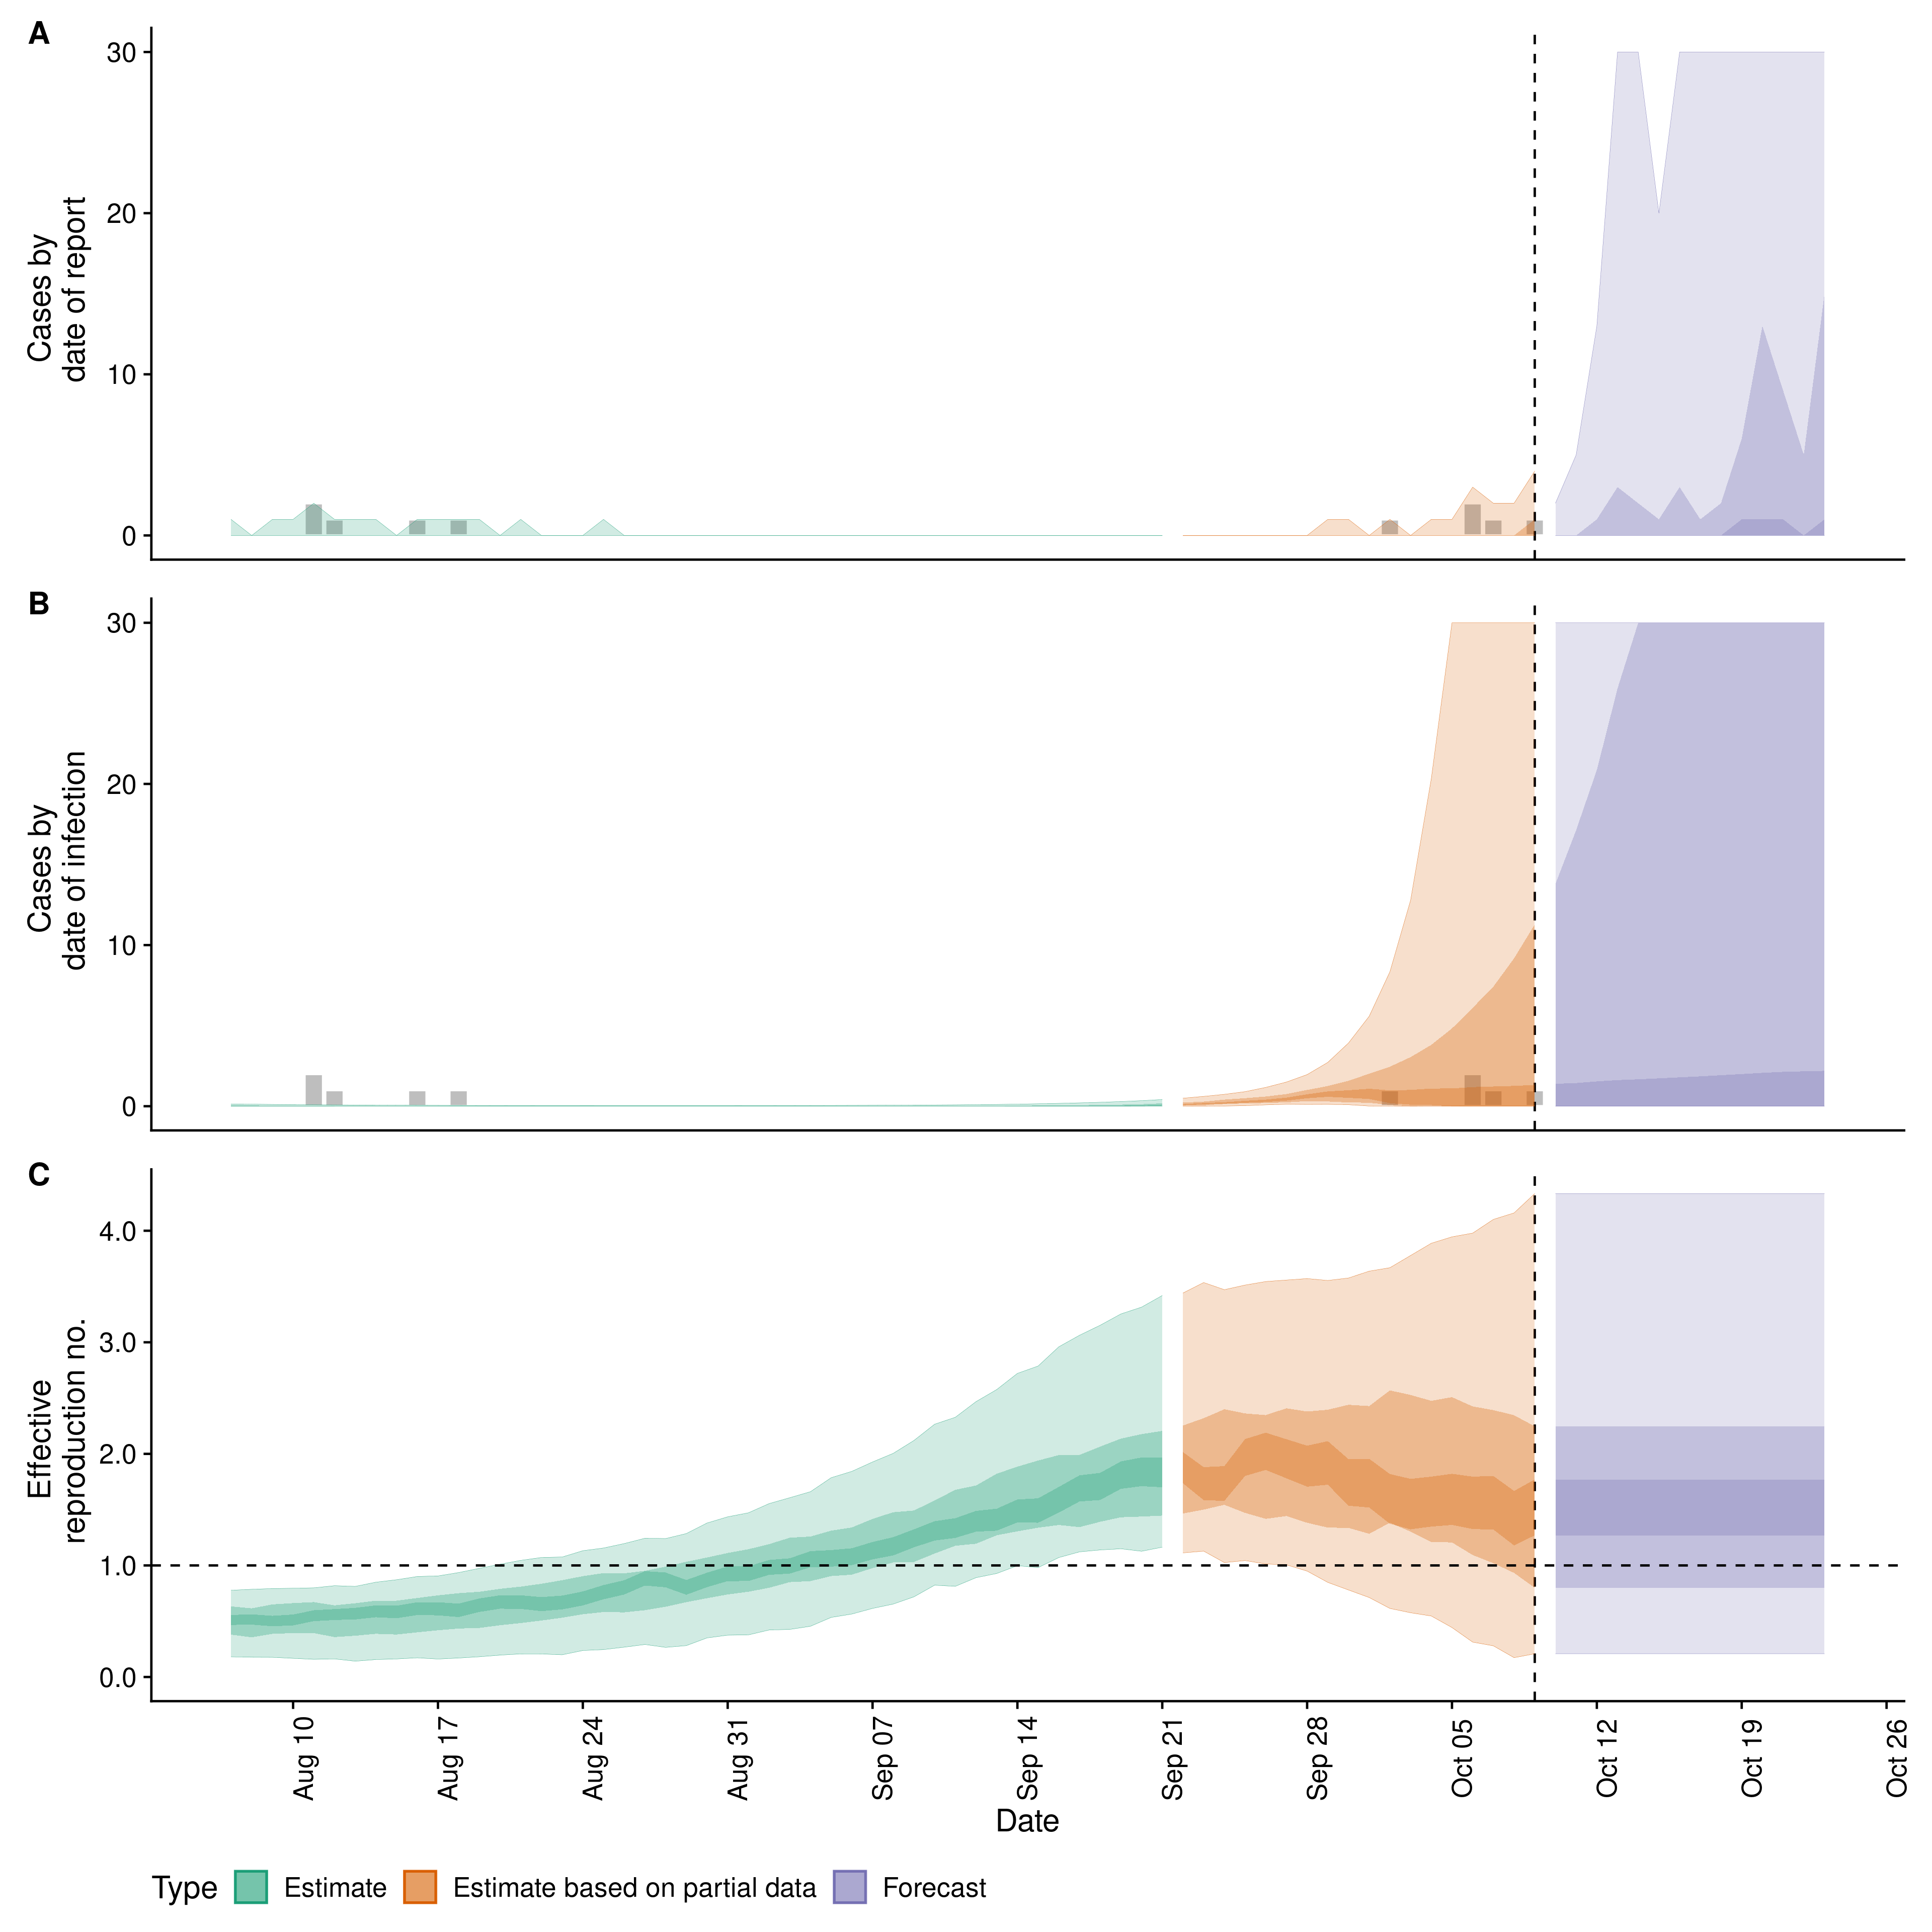 A
30
20
10
0
Cases by
date of report
B
30
20
10
0
Cases by
date of infection
C
4.0
3.0
2.0
1.0
0.0
Effective
reproduction no.
Aug 10
Aug 17
Aug 24
Aug 31
Sep 07
Sep 14
Sep 21
Sep 28
Oct 05
Oct 12
Oct 19
Oct 26
Date
Type Estimate Estimate based on partial data Forecast